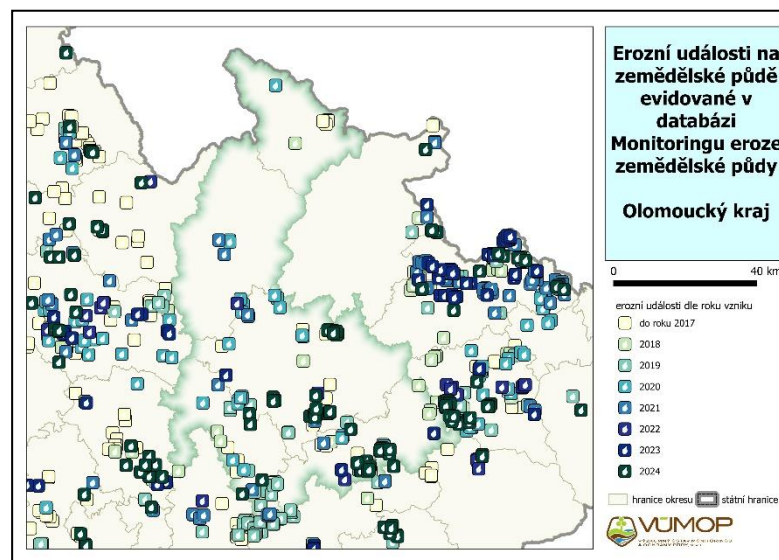 Erozní události na
zemědělské půdě
evidované v
databázi
Monitoringu eroze
zemědělské půdy
Olomoucký kraj
0 40 km
erozní události dle roku vzniku
do roku 2017
2018
2019
2020
2021
2022
2023
2024
hranice okresu státní hranice
VÚMOP